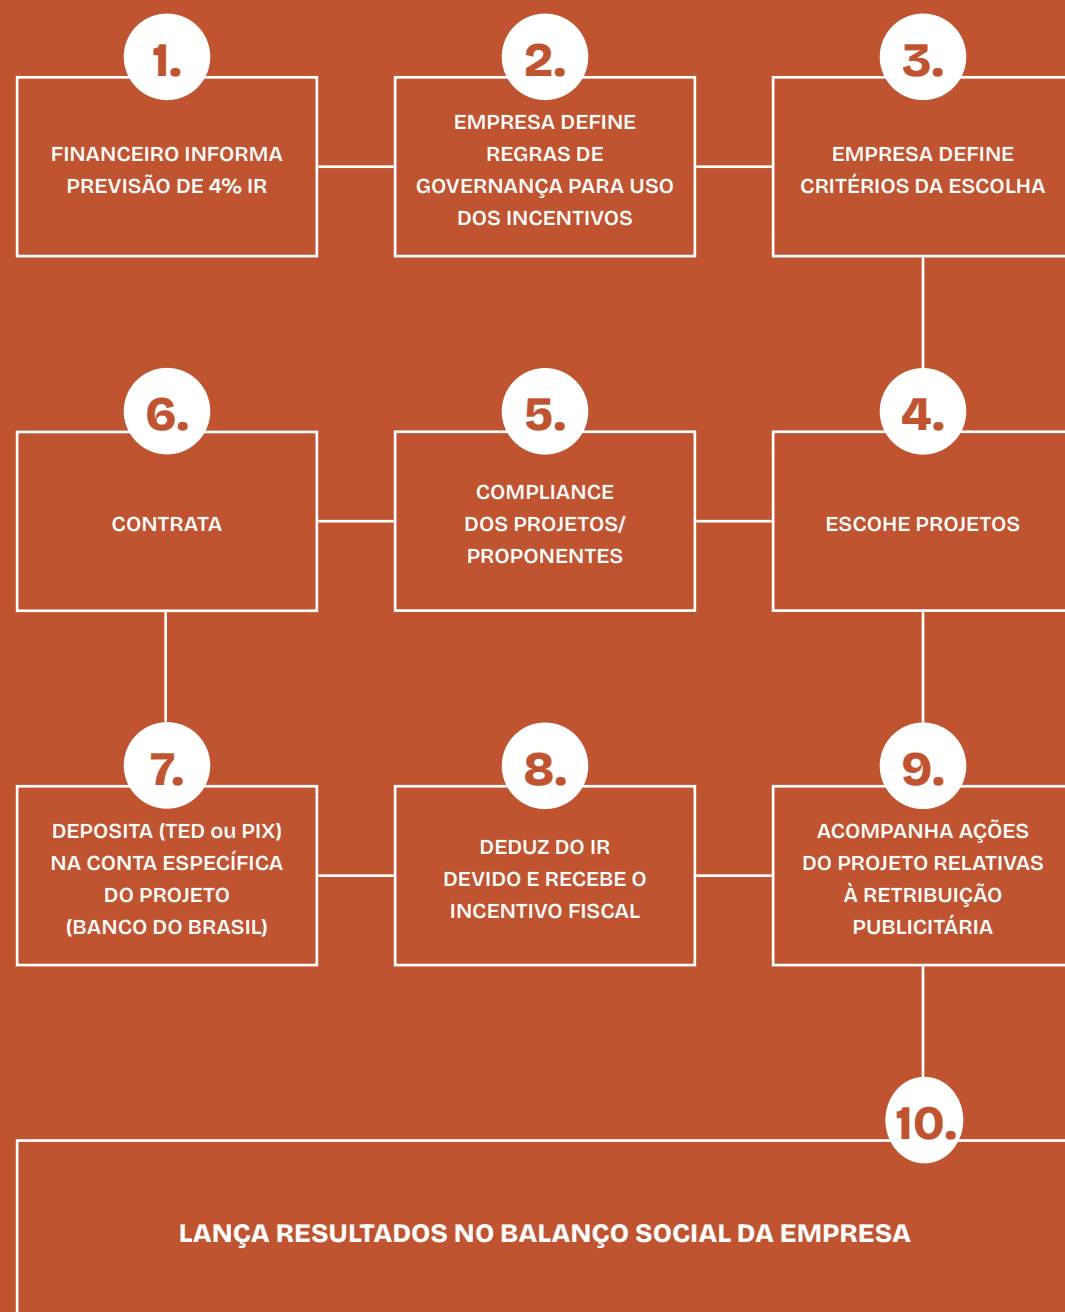 1.
FINANCEIRO INFORMA
PREVISÃO DE 4% IR
2.
EMPRESA DEFINE
REGRAS DE
GOVERNANÇA PARA USO
DOS INCENTIVOS
3.
EMPRESA DEFINE
CRITÉRIOS DA ESCOLHA
4.
ESCOHE PROJETOS
5.
COMPLIANCE
DOS PROJETOS/
PROPONENTES
6.
CONTRATA
7.
DEPOSITA (TED ou PIX)
NA CONTA ESPECÍFICA
DO PROJETO
(BANCO DO BRASIL)
8.
DEDUZ DO IR
DEVIDO E RECEBE O
INCENTIVO FISCAL
9.
ACOMPANHA AÇÕES
DO PROJETO RELATIVAS
À RETRIBUIÇÃO
PUBLICITÁRIA
10.
LANÇA RESULTADOS NO BALANÇO SOCIAL DA EMPRESA